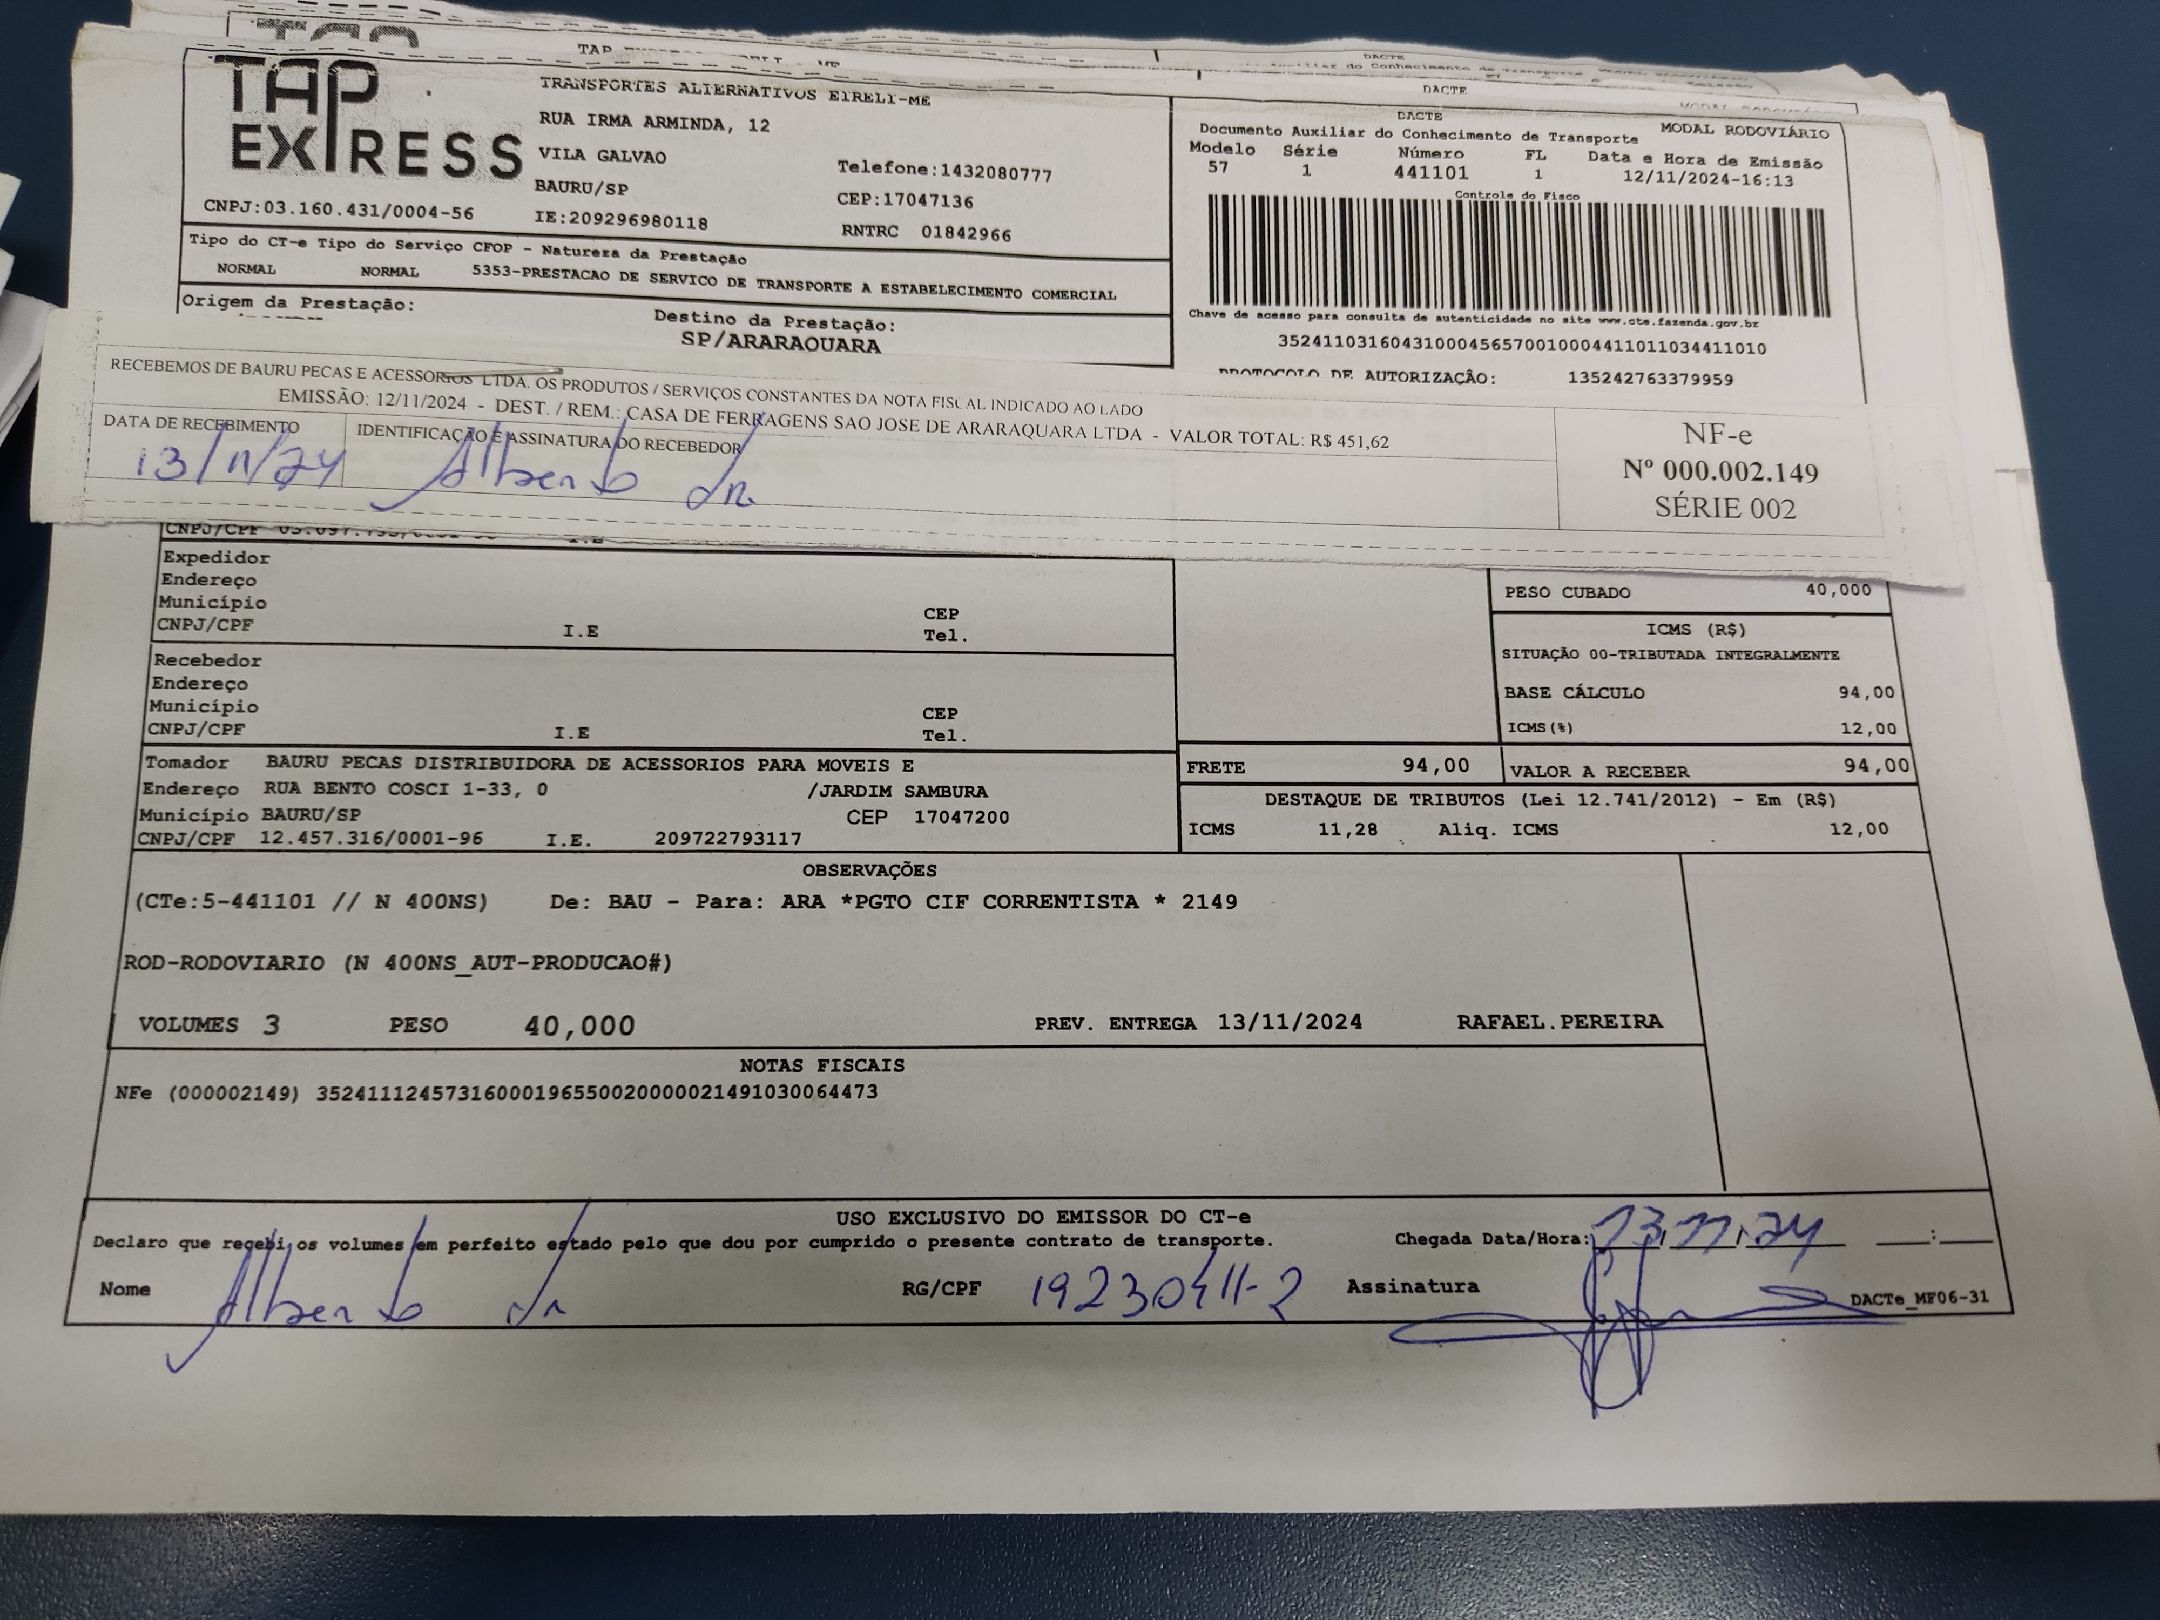 TAP EXPRESS
TRANSPORTES ALTERNATIVOS EIRELI-ME
RUA IRMA ARMINDA, 12
VILA GALVAO
Telefone:1432080777
BAURU/SP
CEP:17047136
CNPJ:03.160.431/0004-56
IE:209296980118
RNTRC 01842966
DACTE
DACTE
DACTE
Documento Auxiliar do Conhecimento de Transporte
MODAL RODOVIÁRIO
Modelo Série Número FL Data e Hora de Emissão
57 1 441101 1 12/11/2024-16:13
Controle do Fisco
Tipo do CT-e Tipo do Serviço CFOP - Natureza da Prestação
NORMAL NORMAL 5353-PRESTACAO DE SERVICO DE TRANSPORTE A ESTABELECIMENTO COMERCIAL
Origem da Prestação:
Destino da Prestação:
SP/ARARAQUARA
Chave de acesso para consulta de autenticidade no site www.cte.fazenda.gov.br
35241103160431000456570010004411011034411010
PROTOCOLO DE AUTORIZAÇÃO: 135242763379959
RECEBEMOS DE BAURU PECAS E ACESSORIOS LTDA. OS PRODUTOS / SERVIÇOS CONSTANTES DA NOTA FISCAL INDICADO AO LADO
EMISSÃO: 12/11/2024 - DEST. / REM.: CASA DE FERRAGENS SAO JOSE DE ARARAQUARA LTDA - VALOR TOTAL: R$ 451,62
DATA DE RECEBIMENTO
IDENTIFICAÇÃO E ASSINATURA DO RECEBEDOR
13/11/24 Alberto Jr.
NF-e
Nº 000.002.149
SÉRIE 002
CNPJ/CPF
Expedidor
Endereço
Município CEP
CNPJ/CPF I.E Tel.
Recebedor
Endereço
Município CEP
CNPJ/CPF I.E Tel.
PESO CUBADO 40,000
ICMS (R$)
SITUAÇÃO 00-TRIBUTADA INTEGRALMENTE
BASE CÁLCULO 94,00
ICMS(%) 12,00
Tomador BAURU PECAS DISTRIBUIDORA DE ACESSORIOS PARA MOVEIS E
Endereço RUA BENTO COSCI 1-33, 0 /JARDIM SAMBURA
Município BAURU/SP CEP 17047200
CNPJ/CPF 12.457.316/0001-96 I.E. 209722793117
FRETE 94,00 VALOR A RECEBER 94,00
DESTAQUE DE TRIBUTOS (Lei 12.741/2012) - Em (R$)
ICMS 11,28 Aliq. ICMS 12,00
OBSERVAÇÕES
(CTe:5-441101 // N 400NS) De: BAU - Para: ARA *PGTO CIF CORRENTISTA * 2149
ROD-RODOVIARIO (N 400NS_AUT-PRODUCAO#)
VOLUMES 3 PESO 40,000 PREV. ENTREGA 13/11/2024 RAFAEL.PEREIRA
NOTAS FISCAIS
NFe (000002149) 35241112457316000196550020000021491030064473
USO EXCLUSIVO DO EMISSOR DO CT-e
Declaro que recebi os volumes em perfeito estado pelo que dou por cumprido o presente contrato de transporte.
Chegada Data/Hora: 13.11.24 :
Nome Alberto Jr RG/CPF 19230411-2 Assinatura
DACTe_MF06-31